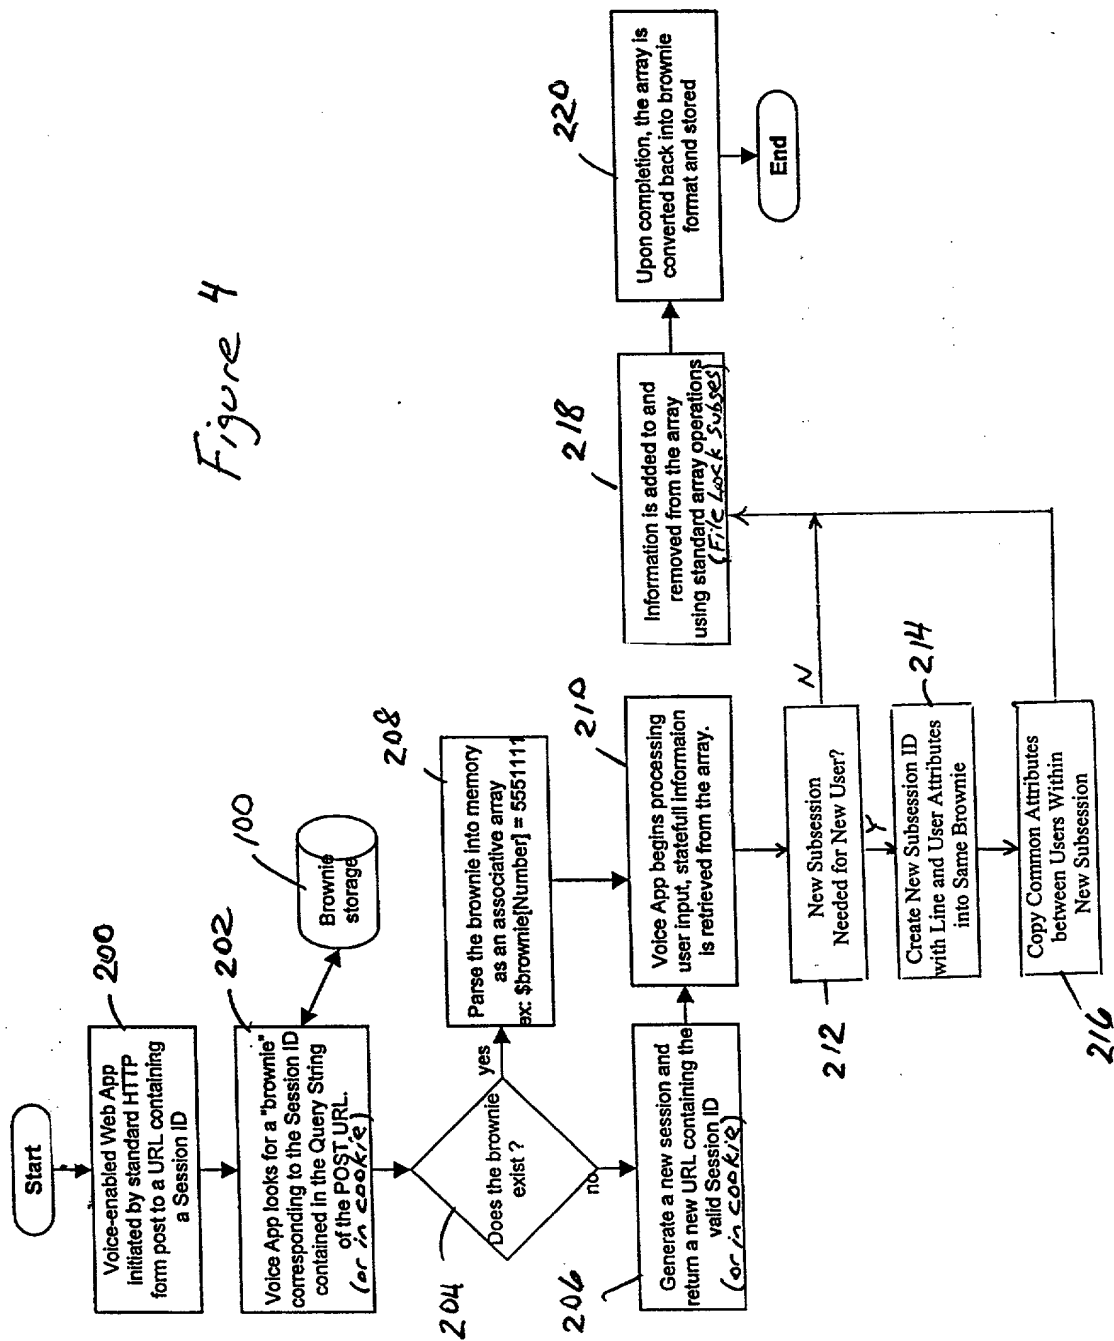 Figure 4
Start
200
Voice-enabled Web App
initiated by standard HTTP
form post to a URL containing
a Session ID
202
Voice App looks for a "brownie"
corresponding to the Session ID
contained in the Query String
of the POST URL.
(or in cookie)
100
Brownie
storage
204
Does the brownie
exist ?
yes
no
206
Generate a new session and
return a new URL containing the
valid Session ID
(or in cookie)
208
Parse the brownie into memory
as an associative array
ex: $brownie[Number] = 5551111
210
Voice App begins processing
user input, statefull informaion
is retrieved from the array.
212
New Subsession
Needed for New User?
N
Y
214
Create New Subsession ID
with Line and User Attributes
into Same Brownie
216
Copy Common Attributes
between Users Within
New Subsession
218
Information is added to and
removed from the array
using standard array operations
(File Lock Subses)
220
Upon completion, the array is
converted back into brownie
format and stored
End